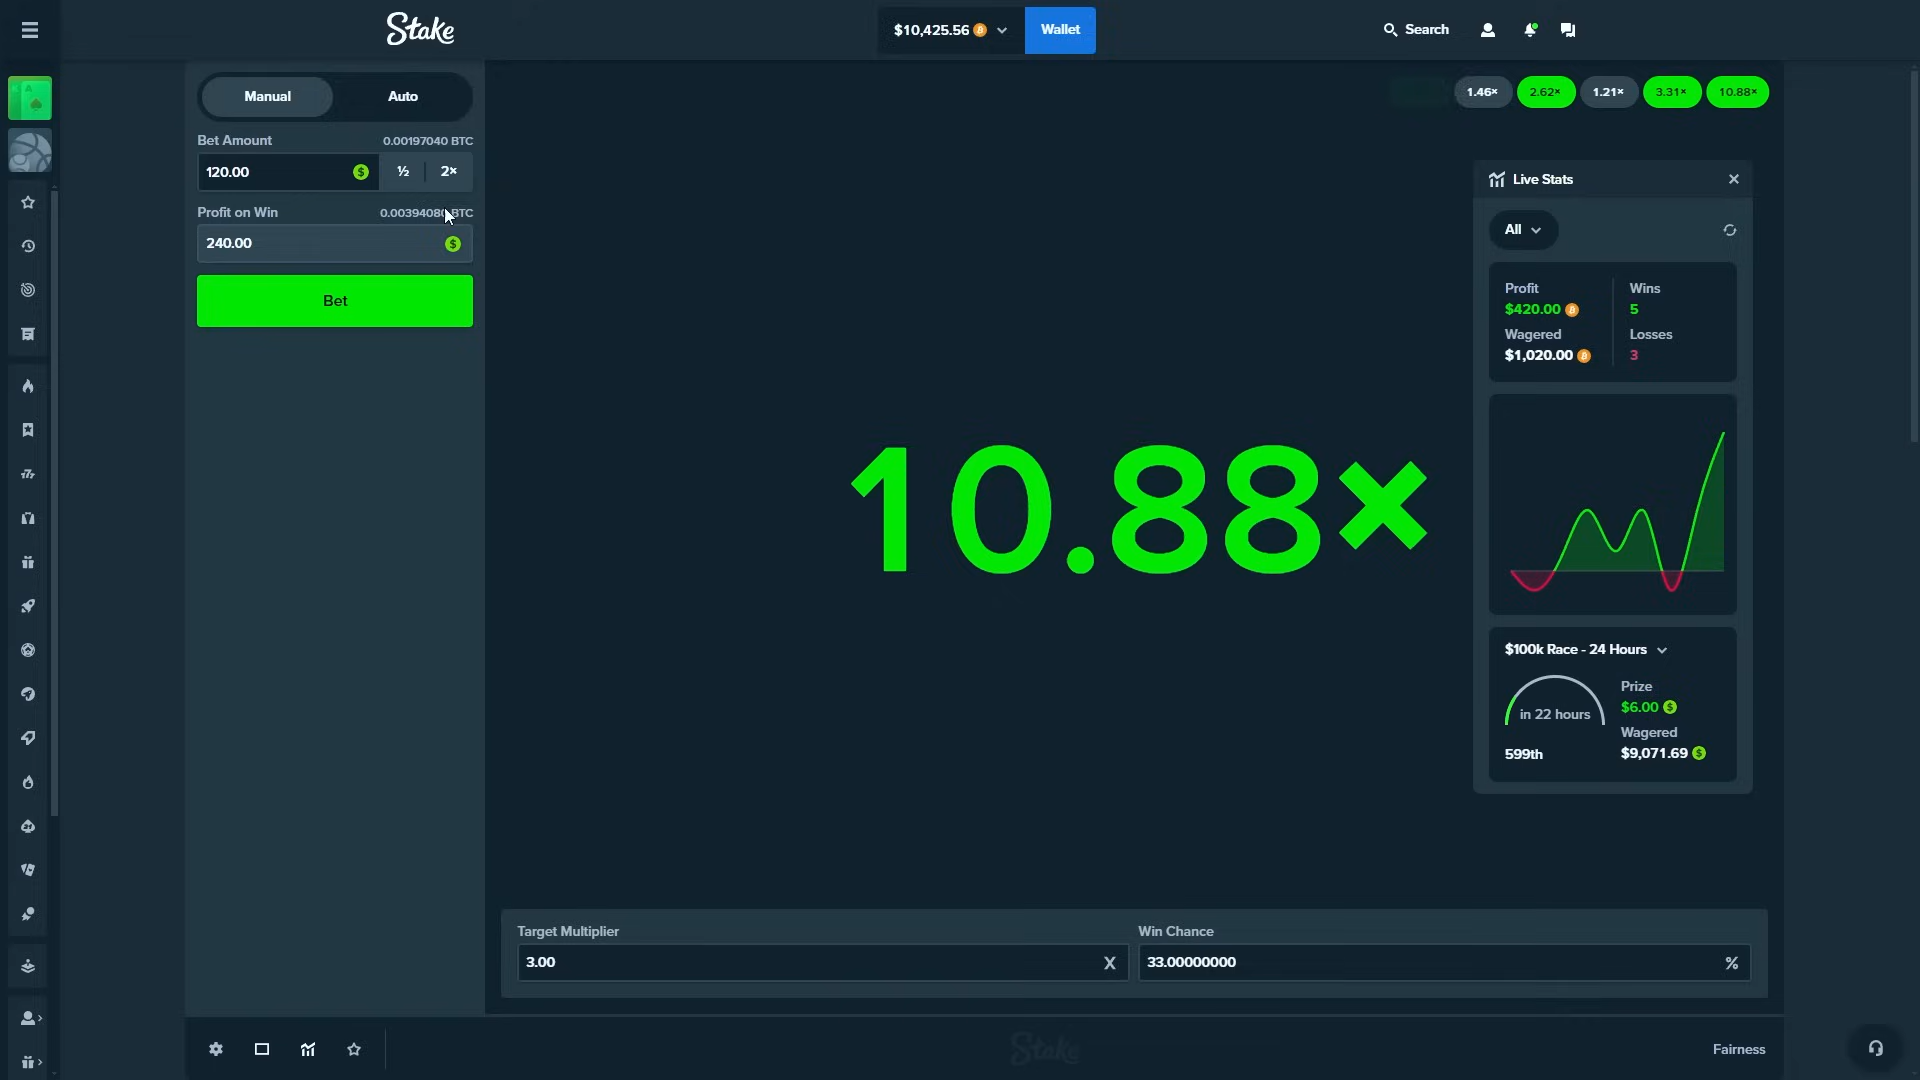 Stake
$10,425.56
Wallet
Search
Manual
Auto
1.46×
2.62×
1.21×
3.31×
10.88×
Bet Amount
0.00197040 BTC
120.00
½
2×
Profit on Win
0.00394080 BTC
240.00
Bet
10.88×
Live Stats
All
Profit
$420.00
Wins
5
Wagered
$1,020.00
Losses
3
$100k Race - 24 Hours
in 22 hours
599th
Prize
$6.00
Wagered
$9,071.69
Target Multiplier
3.00
X
Win Chance
33.00000000
%
Stake
Fairness